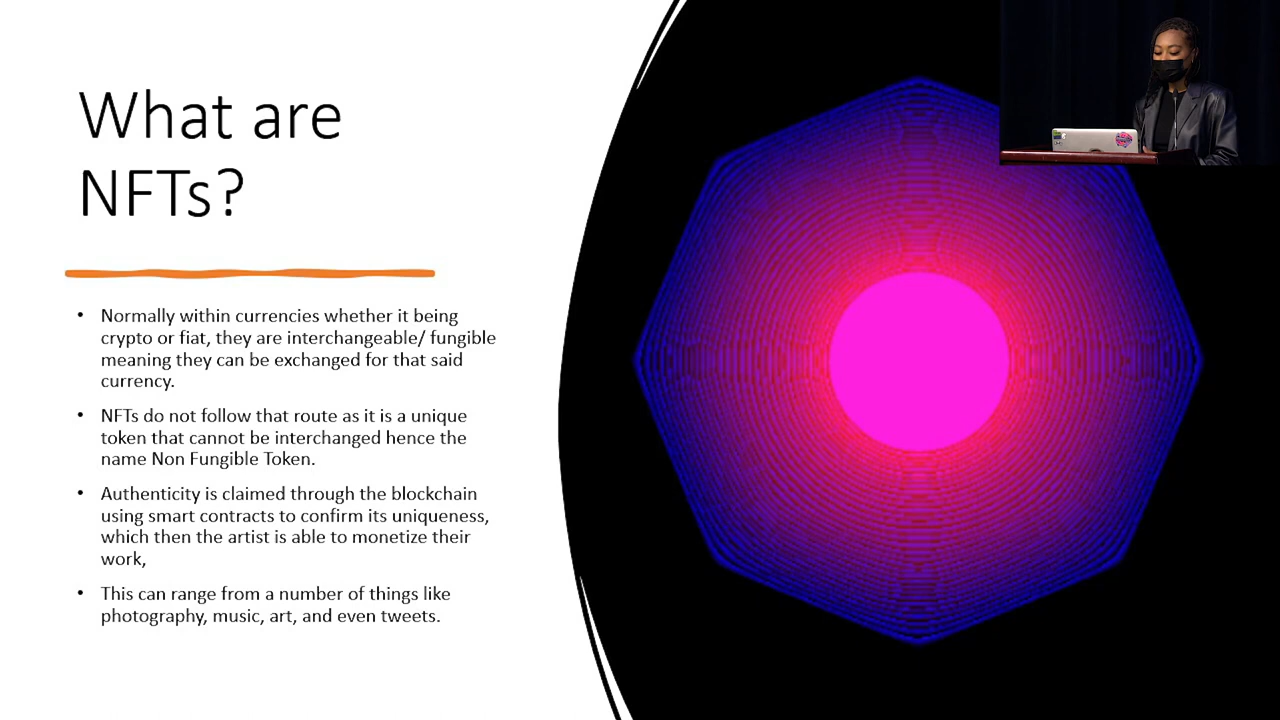 What are
NFTs?
• Normally within currencies whether it being
crypto or fiat, they are interchangeable/ fungible
meaning they can be exchanged for that said
currency.
• NFTs do not follow that route as it is a unique
token that cannot be interchanged hence the
name Non Fungible Token.
• Authenticity is claimed through the blockchain
using smart contracts to confirm its uniqueness,
which then the artist is able to monetize their
work,
• This can range from a number of things like
photography, music, art, and even tweets.